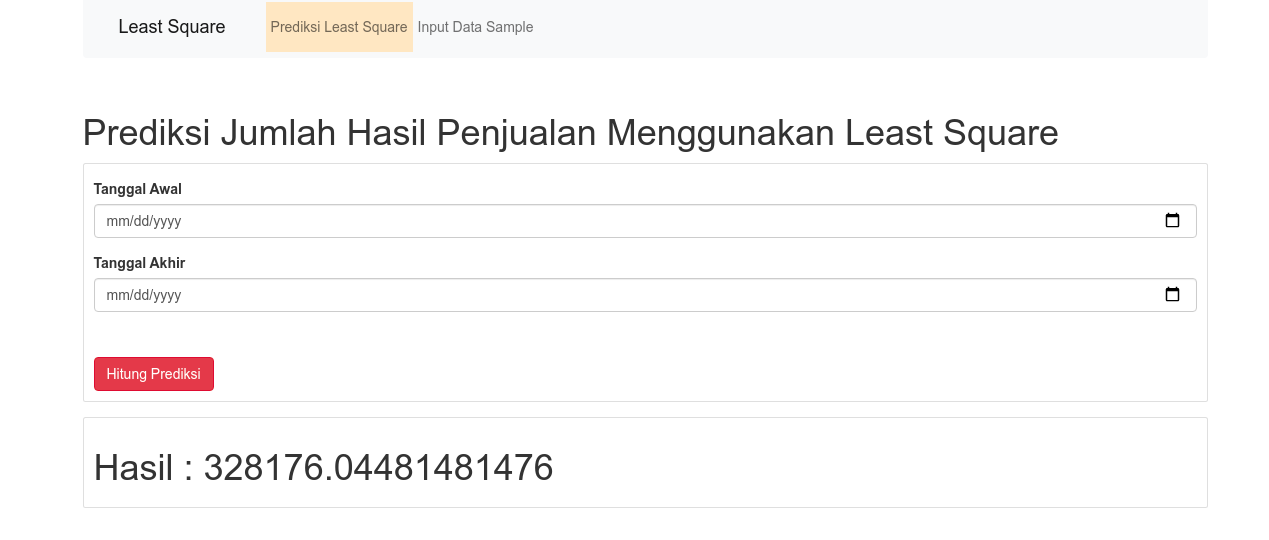 Least Square Prediksi Least Square Input Data Sample
Prediksi Jumlah Hasil Penjualan Menggunakan Least Square
Tanggal Awal
mm/dd/yyyy
Tanggal Akhir
mm/dd/yyyy
Hitung Prediksi
Hasil : 328176.04481481476